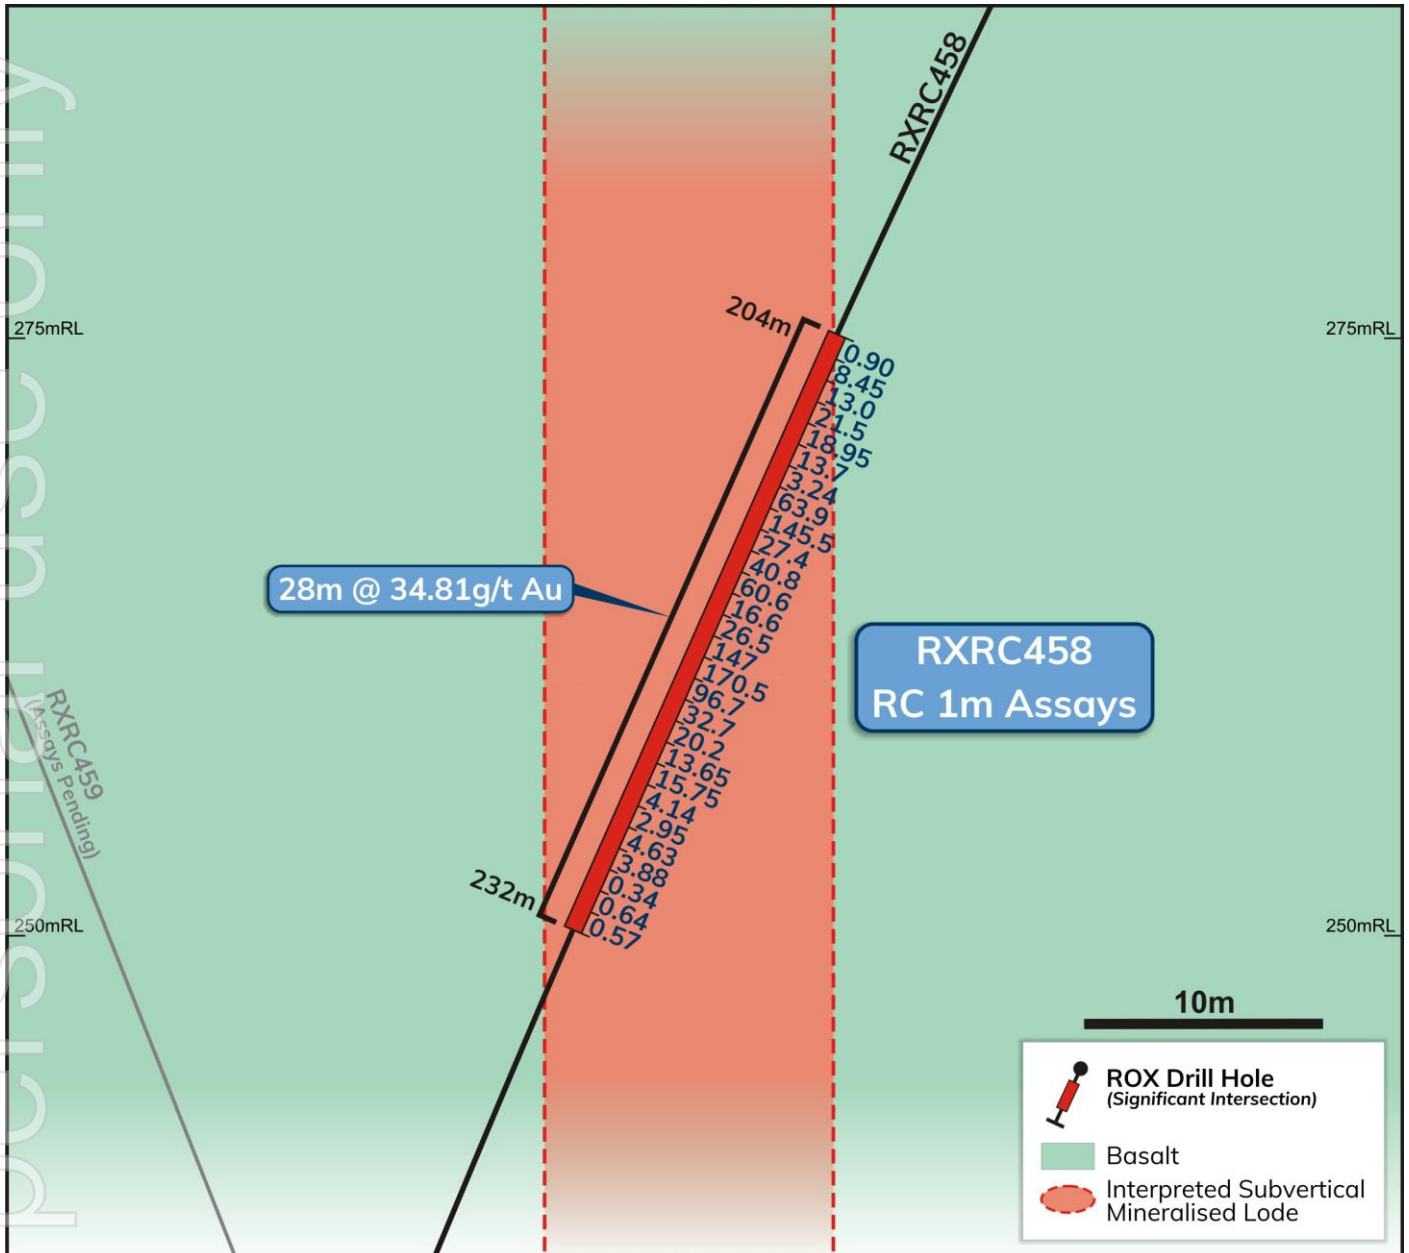 RXRC458
275mRL
275mRL
204m
0.90
8.45
13.0
21.5
18.95
13.7
3.24
63.9
145.5
27.4
40.8
60.6
16.6
26.5
147
170.5
96.7
32.7
20.2
13.65
15.75
4.14
2.95
4.63
3.88
0.34
0.64
0.57
28m @ 34.81g/t Au
RXRC458
RC 1m Assays
RXRC459
(Assays Pending)
232m
250mRL
250mRL
10m
ROX Drill Hole
(Significant Intersection)
Basalt
Interpreted Subvertical
Mineralised Lode
personal use only